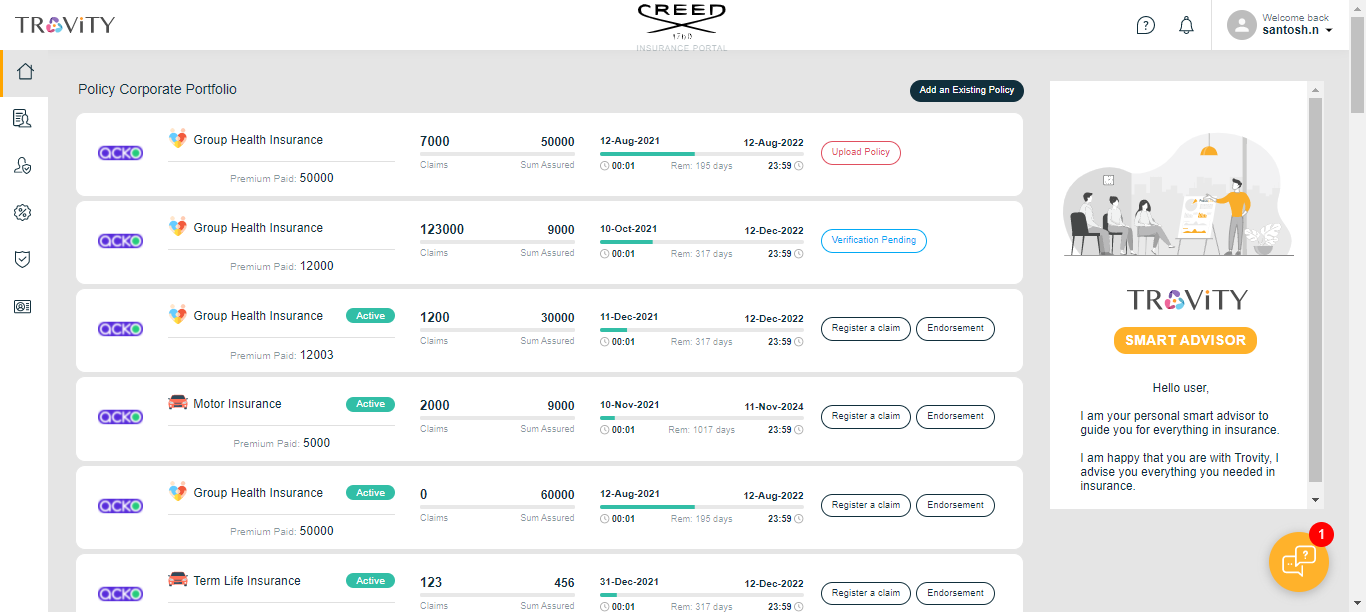 TROViTY
CREED
1760
INSURANCE PORTAL
?
Welcome back
santosh.n
Policy Corporate Portfolio
Add an Existing Policy
acko
Group Health Insurance
Premium Paid: 50000
7000 50000
Claims Sum Assured
12-Aug-2021 12-Aug-2022
00:01 Rem: 195 days 23:59
Upload Policy
acko
Group Health Insurance
Premium Paid: 12000
123000 9000
Claims Sum Assured
10-Oct-2021 12-Dec-2022
00:01 Rem: 317 days 23:59
Verification Pending
acko
Group Health Insurance Active
Premium Paid: 12003
1200 30000
Claims Sum Assured
11-Dec-2021 12-Dec-2022
00:01 Rem: 317 days 23:59
Register a claim Endorsement
acko
Motor Insurance Active
Premium Paid: 5000
2000 9000
Claims Sum Assured
10-Nov-2021 11-Nov-2024
00:01 Rem: 1017 days 23:59
Register a claim Endorsement
acko
Group Health Insurance Active
Premium Paid: 50000
0 60000
Claims Sum Assured
12-Aug-2021 12-Aug-2022
00:01 Rem: 195 days 23:59
Register a claim Endorsement
acko
Term Life Insurance Active
123 456
Claims Sum Assured
31-Dec-2021 12-Dec-2022
00:01 Rem: 317 days 23:59
Register a claim Endorsement
TROViTY
SMART ADVISOR
Hello user,
I am your personal smart advisor to
guide you for everything in insurance.
I am happy that you are with Trovity, I
advise you everything you needed in
insurance.
1
?